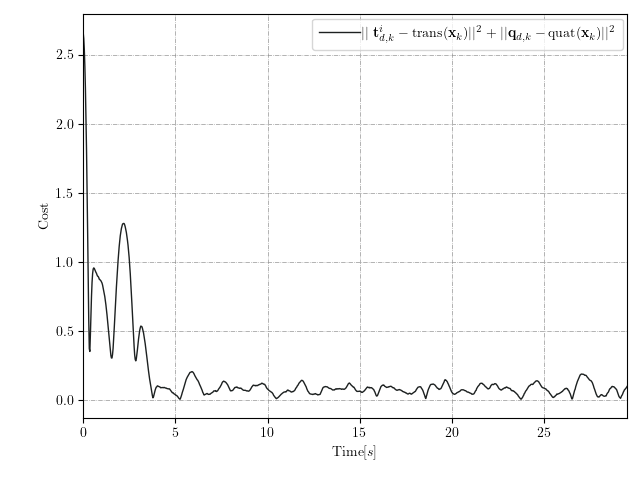 || t^i_{d,k} − trans(x_k)||^2 + ||q_{d,k} − quat(x_k)||^2
2.5
2.0
1.5
1.0
0.5
0.0
Cost
0 5 10 15 20 25
Time[s]